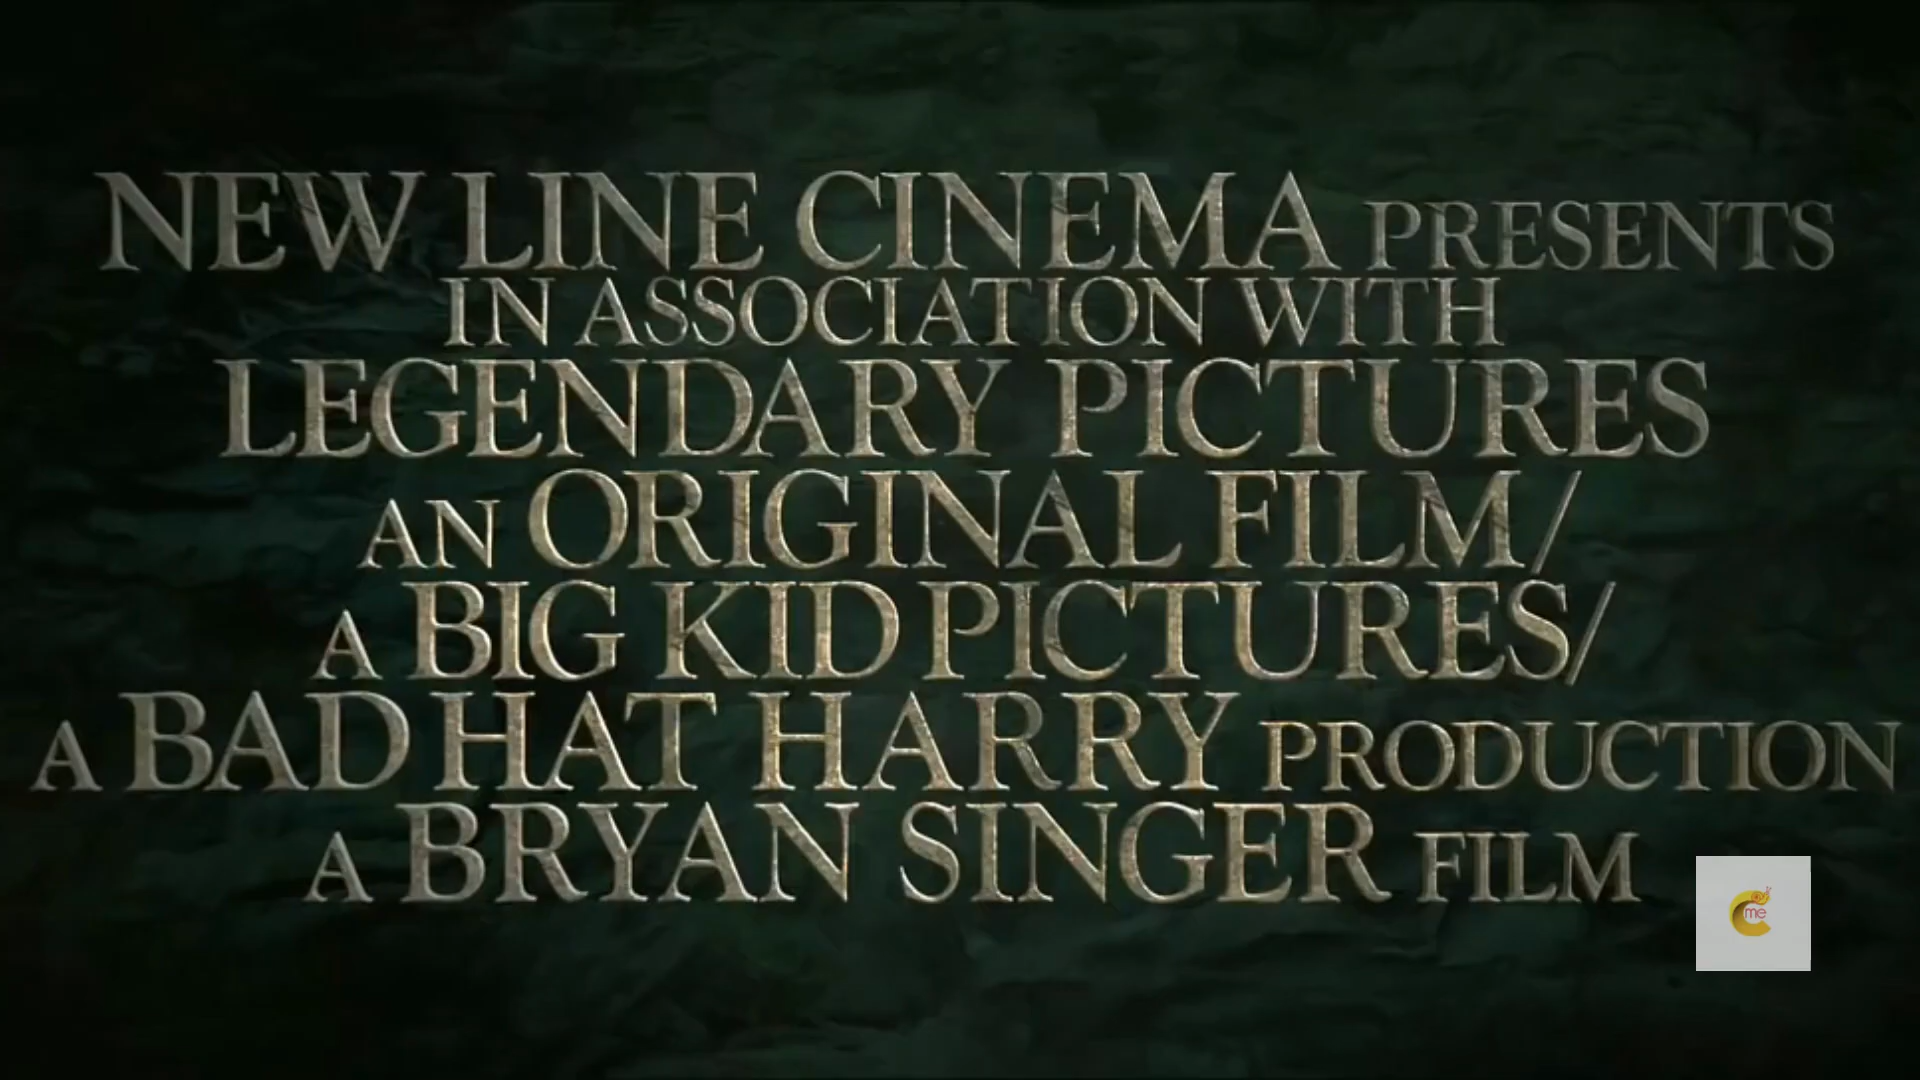 NEW LINE CINEMA PRESENTS
IN ASSOCIATION WITH
LEGENDARY PICTURES
AN ORIGINAL FILM/
A BIG KID PICTURES/
A BAD HAT HARRY PRODUCTION
A BRYAN SINGER FILM
C me